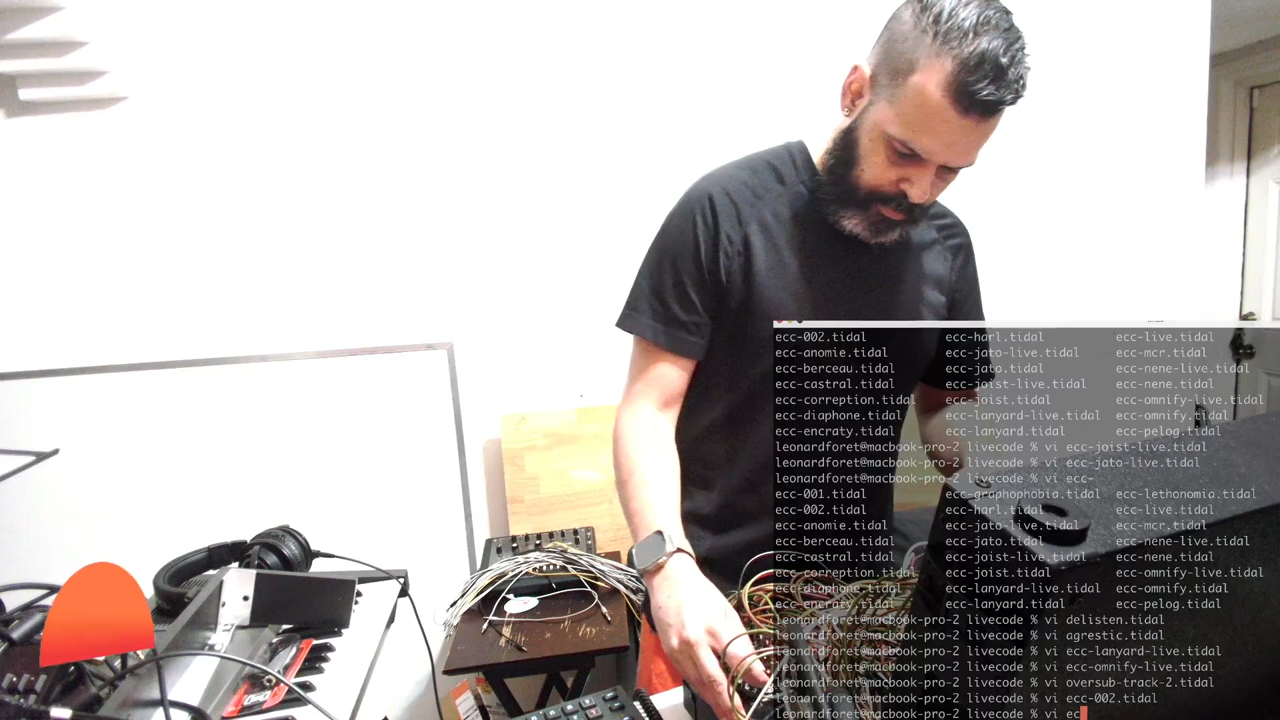 ecc-002.tidal ecc-harl.tidal ecc-live.tidal
ecc-anomie.tidal ecc-jato-live.tidal ecc-mcr.tidal
ecc-berceau.tidal ecc-jato.tidal ecc-nene-live.tidal
ecc-castral.tidal ecc-joist-live.tidal ecc-nene.tidal
ecc-correption.tidal ecc-joist.tidal ecc-omnify-live.tidal
ecc-diaphone.tidal ecc-lanyard-live.tidal ecc-omnify.tidal
ecc-encraty.tidal ecc-lanyard.tidal ecc-pelog.tidal
leonardforet@macbook-pro-2 livecode % vi ecc-joist-live.tidal
leonardforet@macbook-pro-2 livecode % vi ecc-jato-live.tidal
leonardforet@macbook-pro-2 livecode % vi ecc-
ecc-001.tidal ecc-graphophobia.tidal ecc-lethonomia.tidal
ecc-002.tidal ecc-harl.tidal ecc-live.tidal
ecc-anomie.tidal ecc-jato-live.tidal ecc-mcr.tidal
ecc-berceau.tidal ecc-jato.tidal ecc-nene-live.tidal
ecc-castral.tidal ecc-joist-live.tidal ecc-nene.tidal
ecc-correption.tidal ecc-joist.tidal ecc-omnify-live.tidal
ecc-diaphone.tidal ecc-lanyard-live.tidal ecc-omnify.tidal
ecc-encraty.tidal ecc-lanyard.tidal ecc-pelog.tidal
leonardforet@macbook-pro-2 livecode % vi delisten.tidal
leonardforet@macbook-pro-2 livecode % vi agrestic.tidal
leonardforet@macbook-pro-2 livecode % vi ecc-lanyard-live.tidal
leonardforet@macbook-pro-2 livecode % vi ecc-omnify-live.tidal
leonardforet@macbook-pro-2 livecode % vi oversub-track-2.tidal
leonardforet@macbook-pro-2 livecode % vi ecc-002.tidal
leonardforet@macbook-pro-2 livecode % vi ec